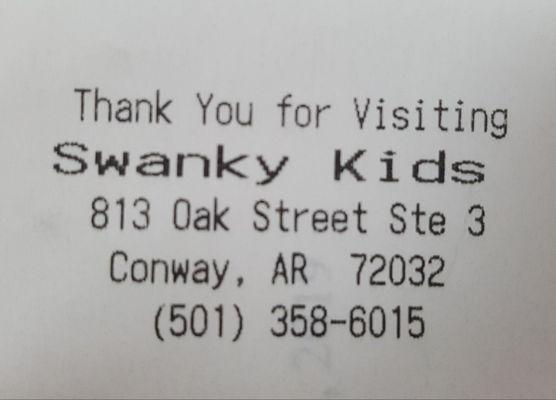 Thank You for Visiting
Swanky Kids
813 Oak Street Ste 3
Conway, AR  72032
(501) 358-6015